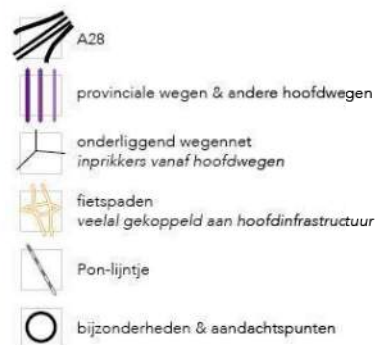 A28
provinciale wegen & andere hoofdwegen
onderliggend wegennet
inprikkers vanaf hoofdwegen
fietspaden
veelal gekoppeld aan hoofdinfrastructuur
Pon-lijntje
bijzonderheden & aandachtspunten